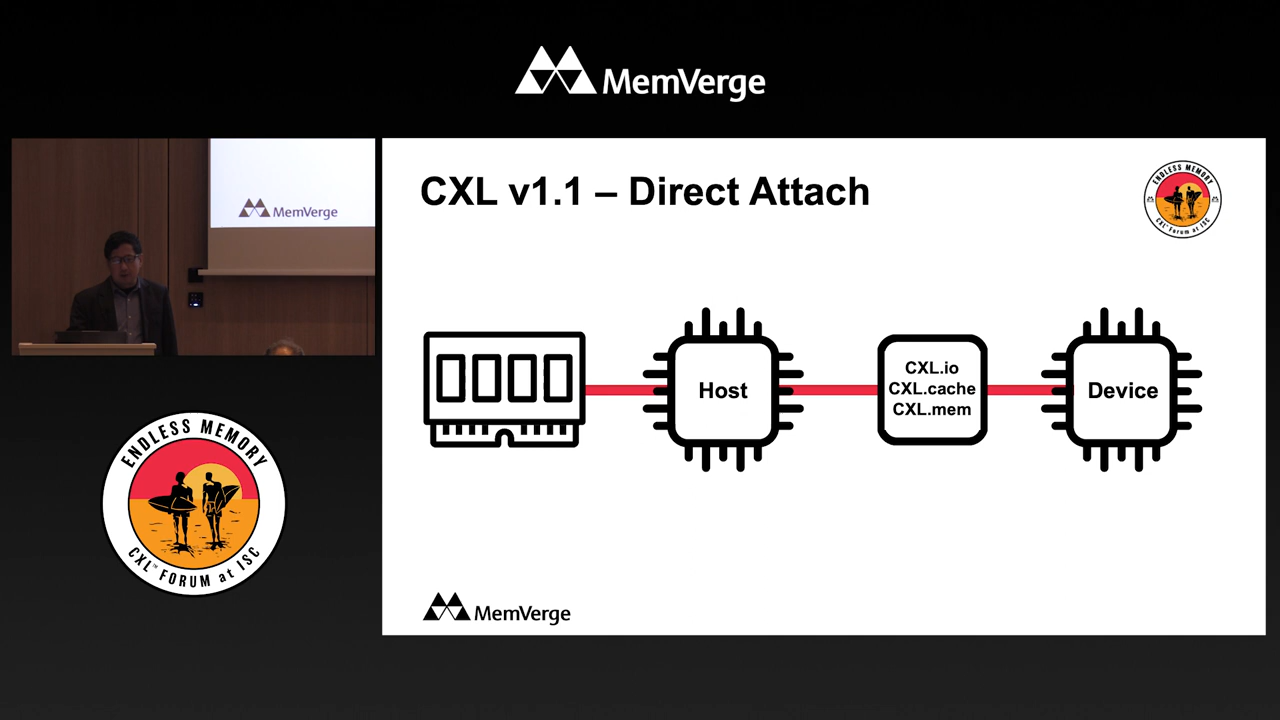 MemVerge
MemVerge
CXL v1.1 – Direct Attach
ENDLESS MEMORY
CXL Forum at ISC
Host
CXL.io
CXL.cache
CXL.mem
Device
ENDLESS MEMORY
CXL™ FORUM at ISC
MemVerge